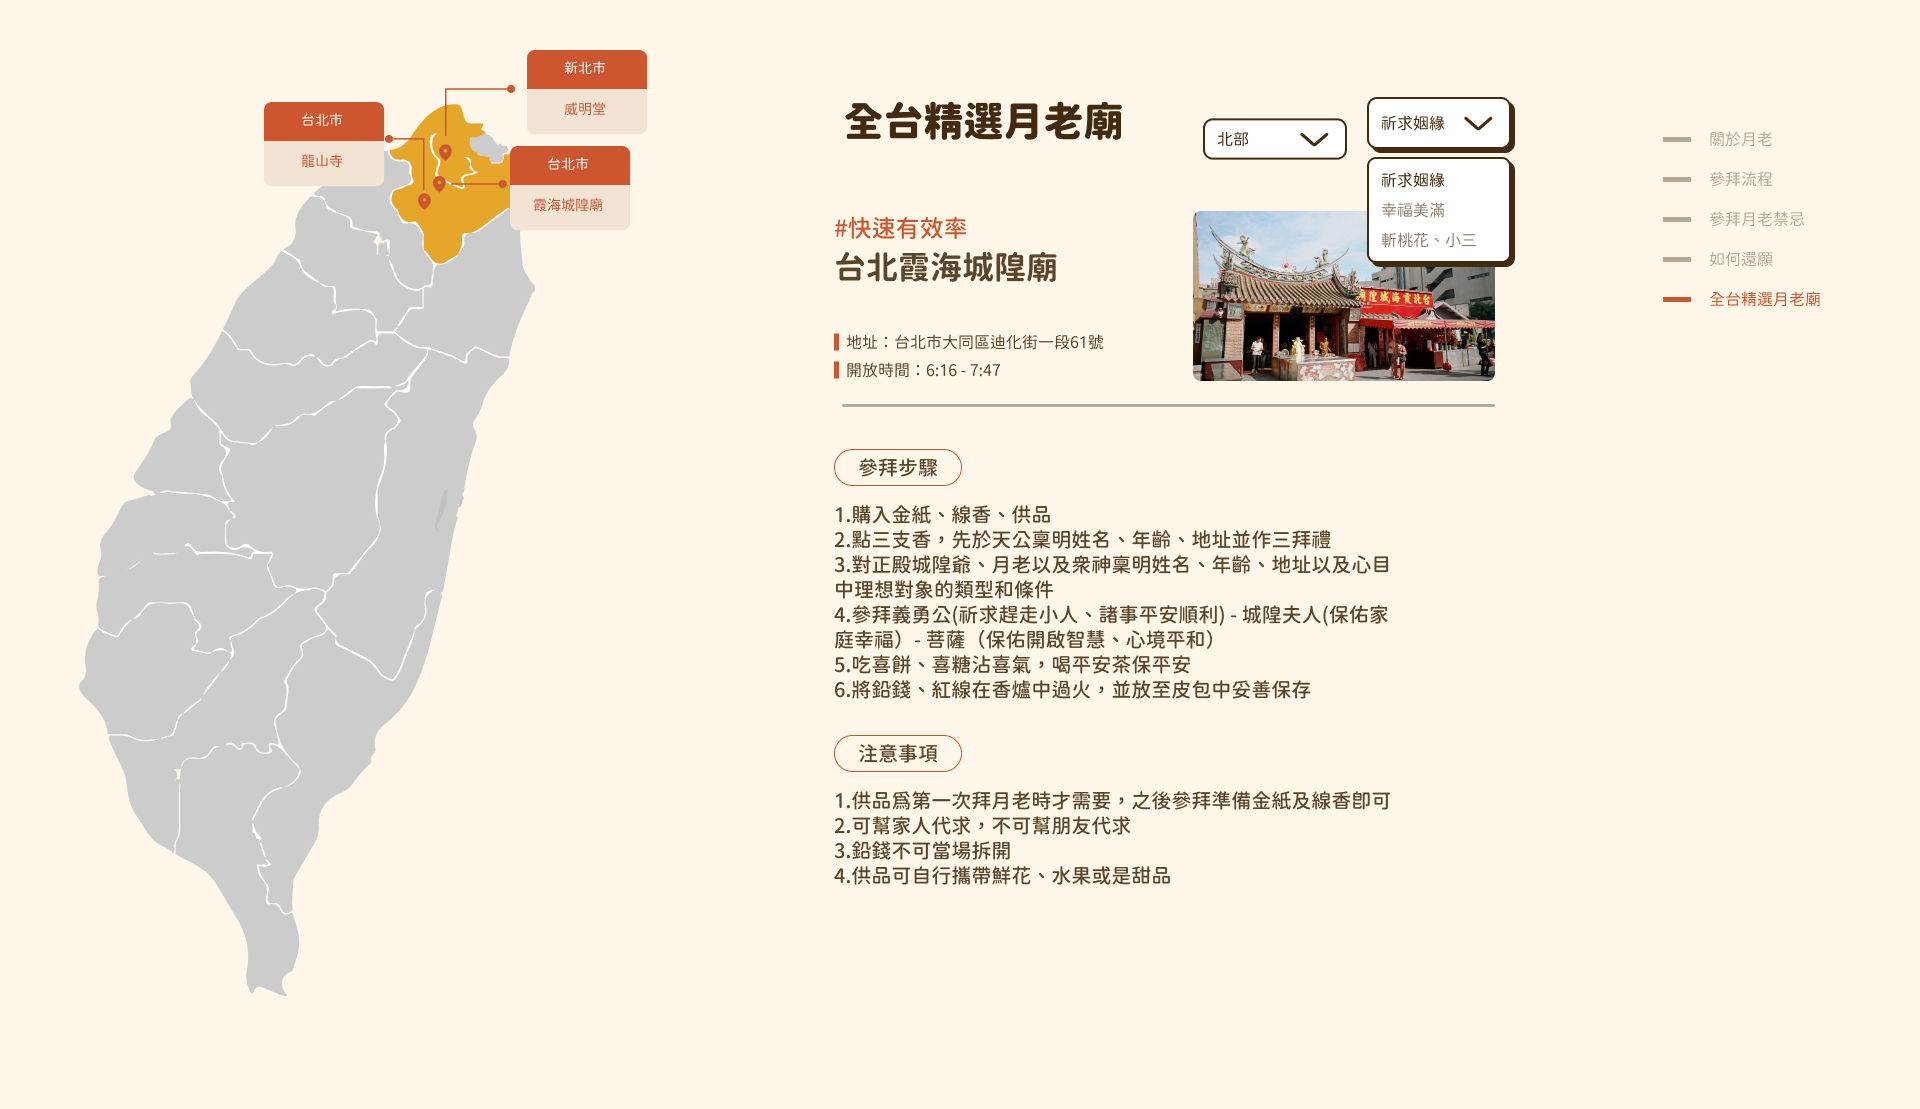 新北市
威明堂
台北市
龍山寺
台北市
霞海城隍廟
全台精選月老廟
北部
祈求姻緣
祈求姻緣
幸福美滿
斬桃花、小三
#快速有效率
台北霞海城隍廟
台北霞海城隍廟
地址：台北市大同區迪化街一段61號
開放時間：6:16 - 7:47
參拜步驟
1.購入金紙、線香、供品
2.點三支香，先於天公稟明姓名、年齡、地址並作三拜禮
3.對正殿城隍爺、月老以及衆神稟明姓名、年齡、地址以及心目
中理想對象的類型和條件
4.參拜義勇公(祈求趕走小人、諸事平安順利) - 城隍夫人(保佑家
庭幸福）- 菩薩（保佑開啟智慧、心境平和）
5.吃喜餅、喜糖沾喜氣，喝平安茶保平安
6.將鉛錢、紅線在香爐中過火，並放至皮包中妥善保存
注意事項
1.供品爲第一次拜月老時才需要，之後參拜準備金紙及線香卽可
2.可幫家人代求，不可幫朋友代求
3.鉛錢不可當場拆開
4.供品可自行攜帶鮮花、水果或是甜品
關於月老
參拜流程
參拜月老禁忌
如何還願
全台精選月老廟